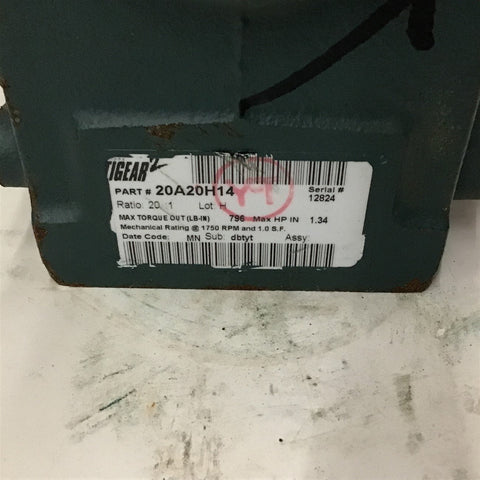 TIGEAR 2
PART # 20A20H14
Serial #
12824
Ratio: 20 1 Lot
Y-9
MAX TORQUE OUT (LB-IN) 796 Max HP IN 1.34
Mechanical Rating @ 1750 RPM and 1.0 S.F.
Date Code: MN Sub: dbtyt Assy: